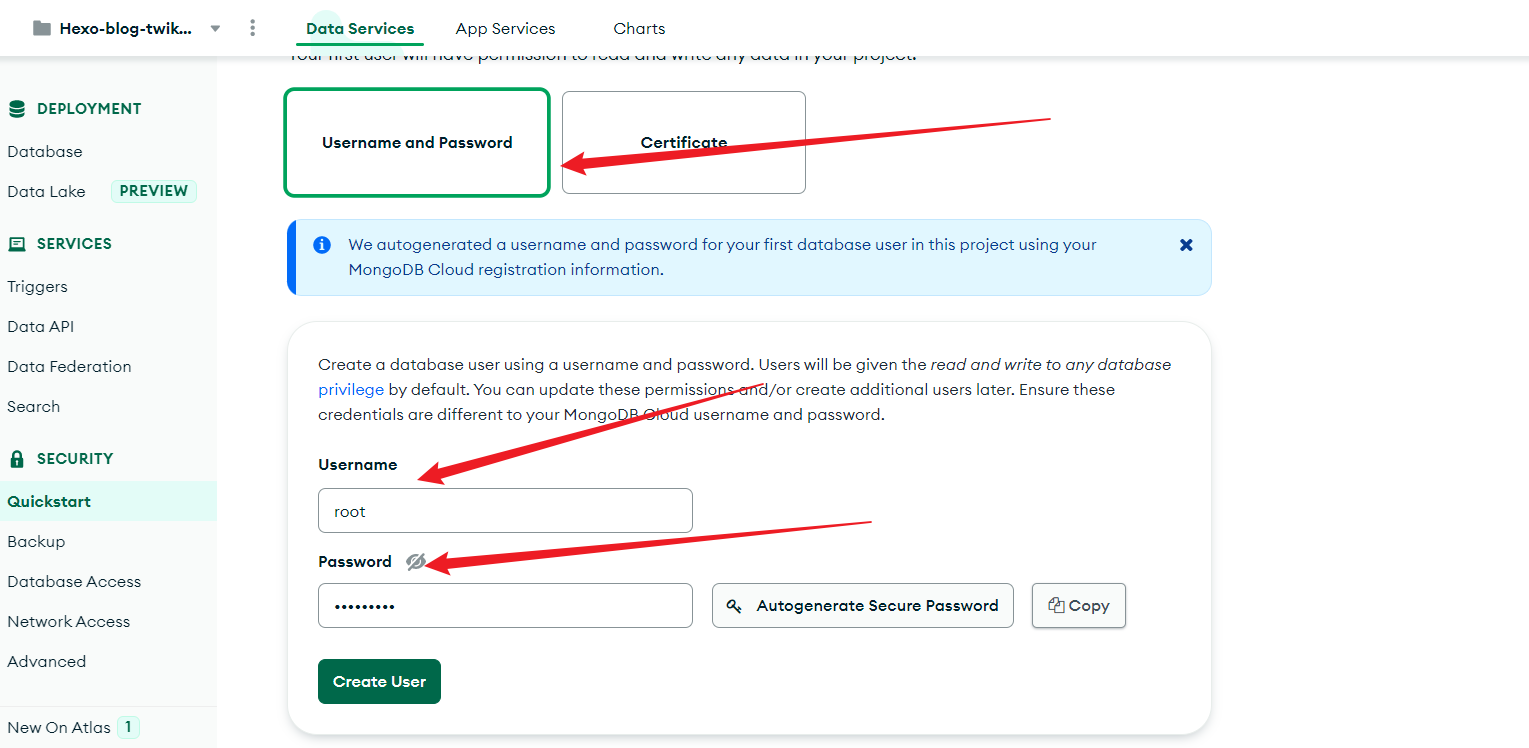 Hexo-blog-twik...
Data Services
App Services
Charts
Your first user will have permission to read and write any data in your project.
DEPLOYMENT
Database
Data Lake PREVIEW
SERVICES
Triggers
Data API
Data Federation
Search
SECURITY
Quickstart
Backup
Database Access
Network Access
Advanced
New On Atlas 1
Username and Password
Certificate
We autogenerated a username and password for your first database user in this project using your
MongoDB Cloud registration information.
Create a database user using a username and password. Users will be given the read and write to any database
privilege by default. You can update these permissions and/or create additional users later. Ensure these
credentials are different to your MongoDB Cloud username and password.
Username
root
Password
•••••••••
Autogenerate Secure Password
Copy
Create User